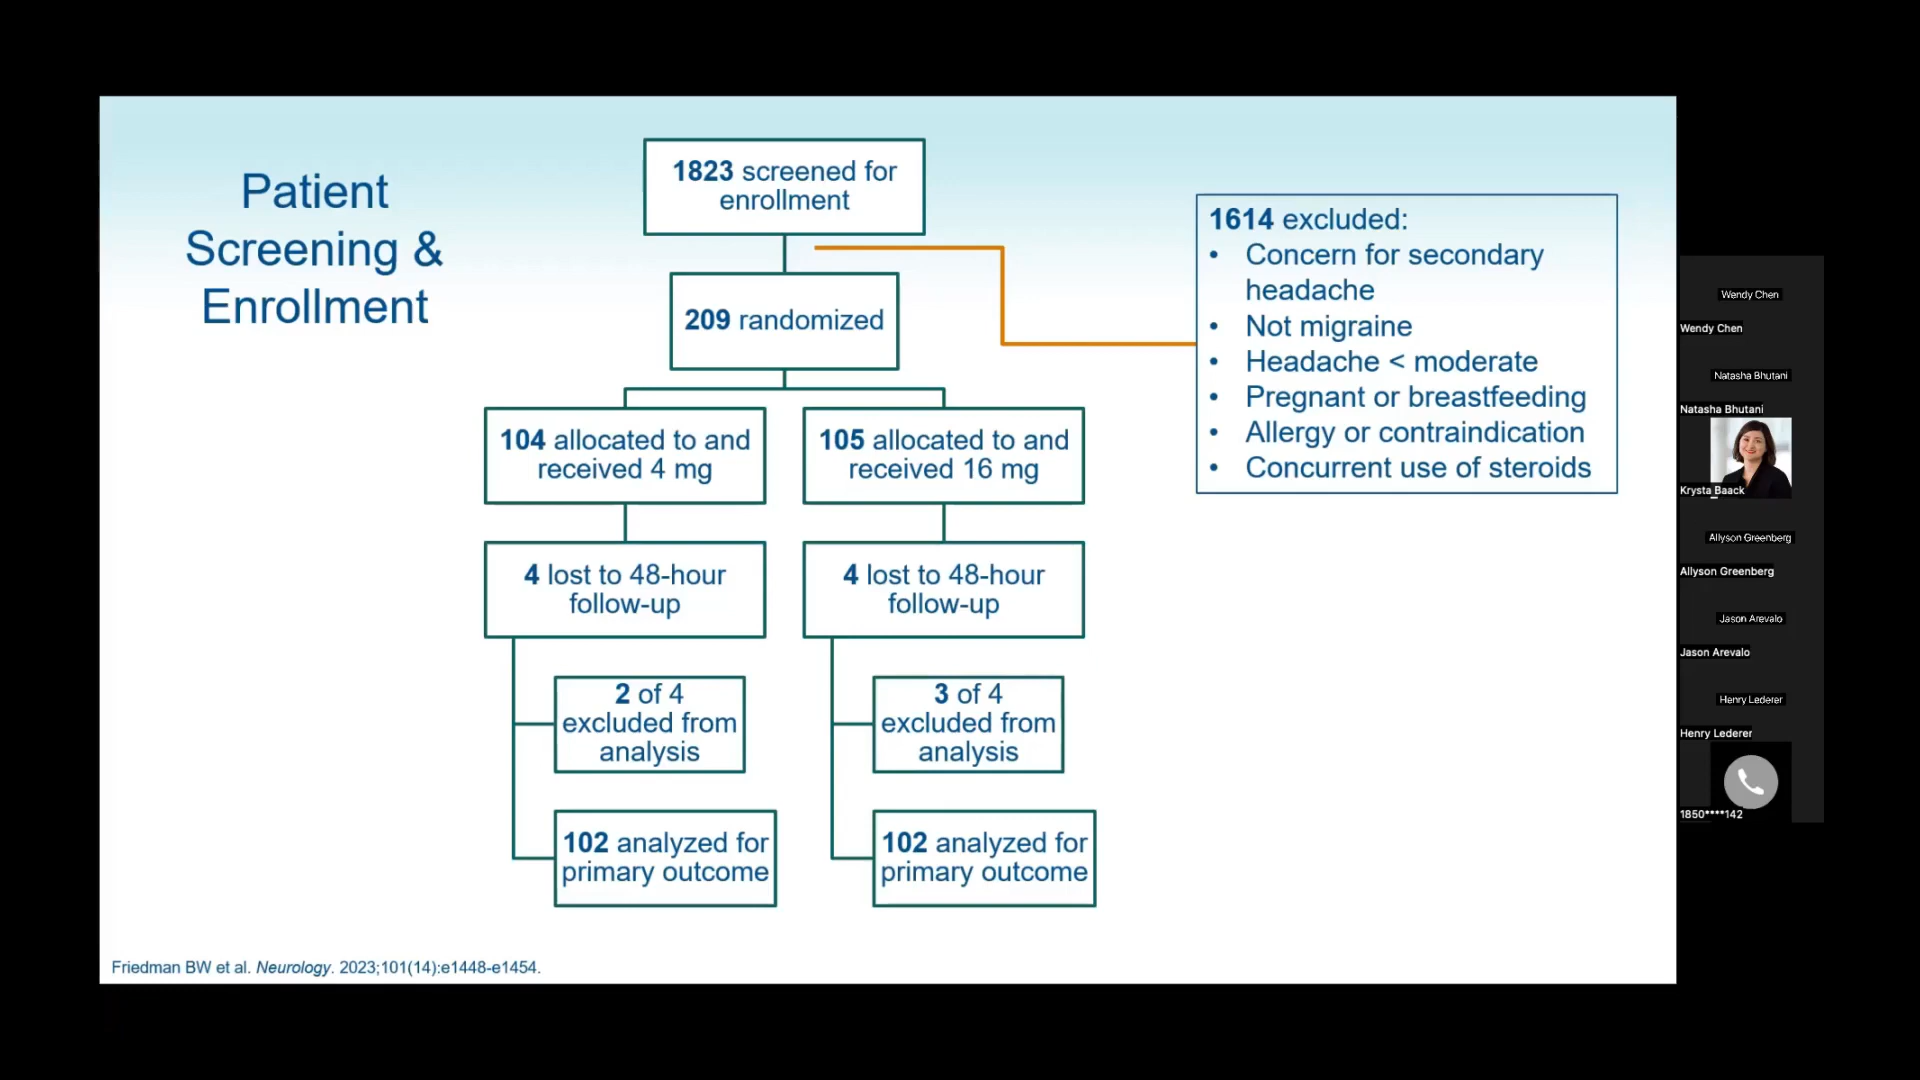 Patient
Screening &
Enrollment
1823 screened for
enrollment
209 randomized
1614 excluded:
• Concern for secondary
headache
• Not migraine
• Headache < moderate
• Pregnant or breastfeeding
• Allergy or contraindication
• Concurrent use of steroids
104 allocated to and
received 4 mg
105 allocated to and
received 16 mg
4 lost to 48-hour
follow-up
4 lost to 48-hour
follow-up
2 of 4
excluded from
analysis
3 of 4
excluded from
analysis
102 analyzed for
primary outcome
102 analyzed for
primary outcome
Friedman BW et al. Neurology. 2023;101(14):e1448-e1454.
Wendy Chen
Wendy Chen
Natasha Bhutani
Natasha Bhutani
Krysta Baack
Allyson Greenberg
Allyson Greenberg
Jason Arevalo
Jason Arevalo
Henry Lederer
Henry Lederer
1850****142